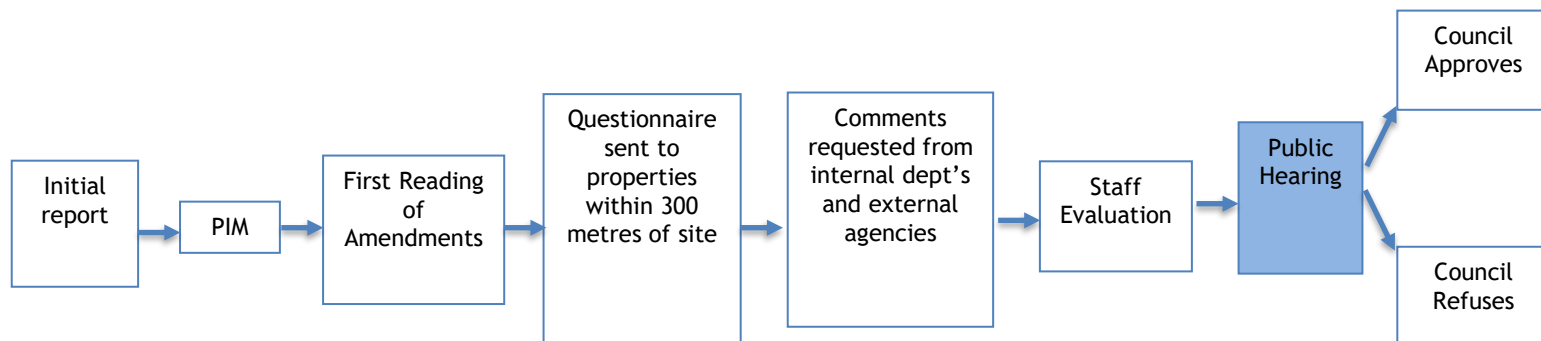 Initial
report
PIM
First Reading
of
Amendments
Questionnaire
sent to
properties
within 300
metres of site
Comments
requested from
internal dept’s
and external
agencies
Staff
Evaluation
Public
Hearing
Council
Approves
Council
Refuses